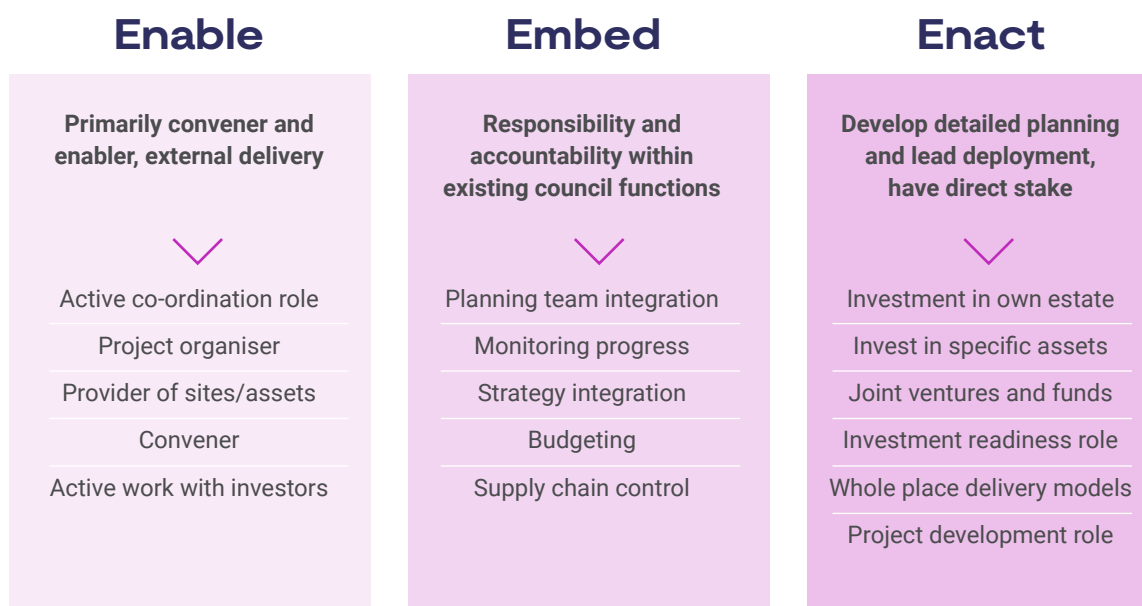 Enable
Primarily convener and
enabler, external delivery
Active co-ordination role
Project organiser
Provider of sites/assets
Convener
Active work with investors
Embed
Responsibility and
accountability within
existing council functions
Planning team integration
Monitoring progress
Strategy integration
Budgeting
Supply chain control
Enact
Develop detailed planning
and lead deployment,
have direct stake
Investment in own estate
Invest in specific assets
Joint ventures and funds
Investment readiness role
Whole place delivery models
Project development role